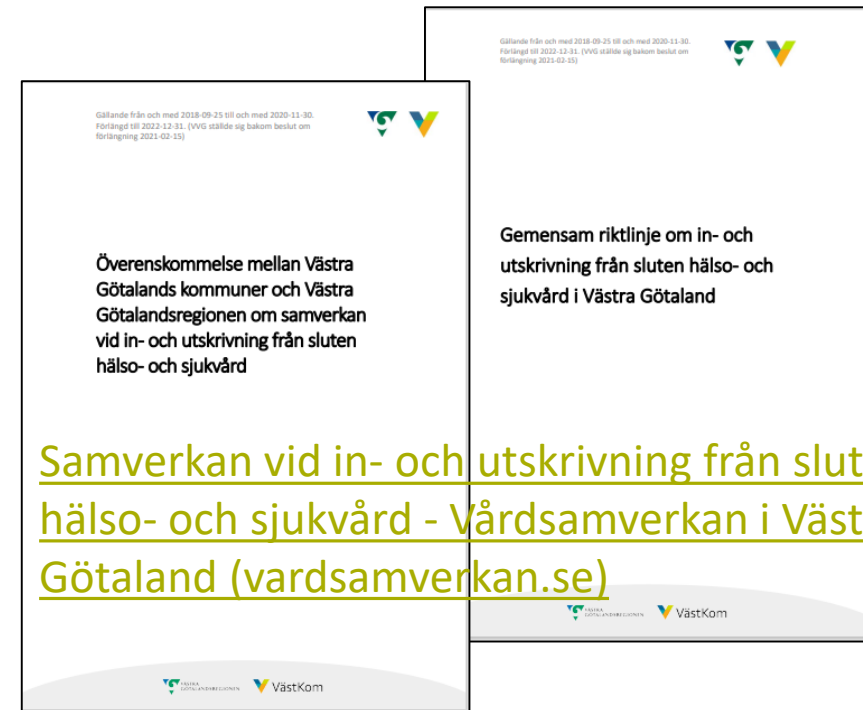 Gällande från och med 2018-09-25 till och med 2020-11-30.
Förlängd till 2022-12-31. (VVG ställde sig bakom beslut om
förlängning 2021-02-15)
Överenskommelse mellan Västra
Götalands kommuner och Västra
Götalandsregionen om samverkan
vid in- och utskrivning från sluten
hälso- och sjukvård
Gällande från och med 2018-09-25 till och med 2020-11-30.
Förlängd till 2022-12-31. (VVG ställde sig bakom beslut om
förlängning 2021-02-15)
Gemensam riktlinje om in- och
utskrivning från sluten hälso- och
sjukvård i Västra Götaland
Samverkan vid in- och utskrivning från slut
hälso- och sjukvård - Vårdsamverkan i Väst
Götaland (vardsamverkan.se)
VÄSTRA
GÖTALANDSREGIONEN
VästKom
VÄSTRA
GÖTALANDSREGIONEN
VästKom